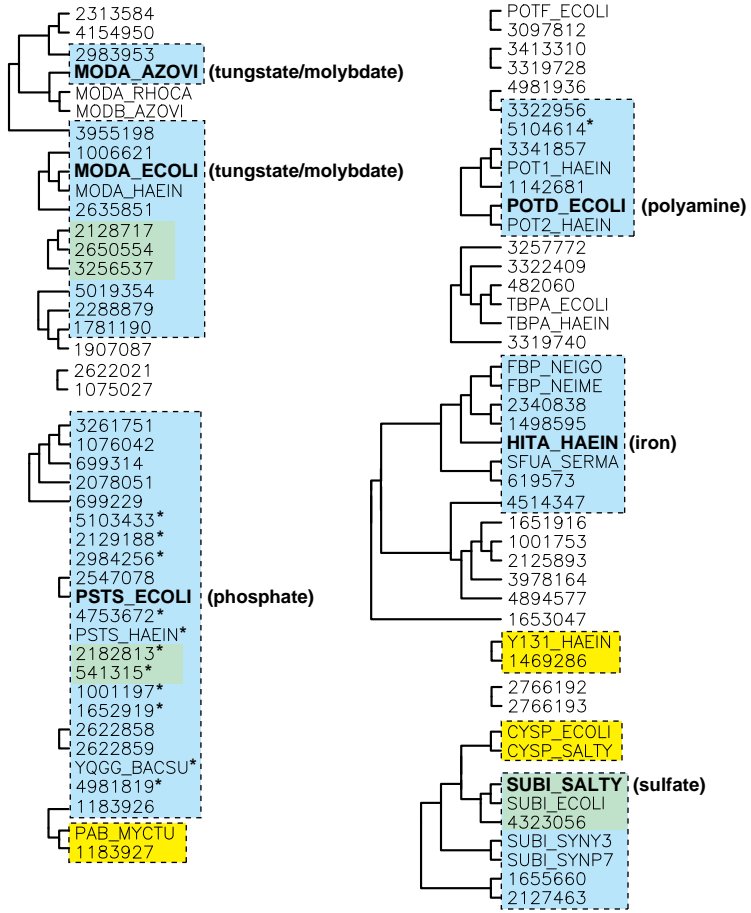 2313584
4154950
2983953
MODA_AZOVI (tungstate/molybdate)
MODA_RHOCA
MODB_AZOVI
3955198
1006621
MODA_ECOLI (tungstate/molybdate)
MODA_HAEIN
2635851
2128717
2650554
3256537
5019354
2288879
1781190
1907087
2622021
1075027
3261751
1076042
699314
2078051
699229
5103433*
2129188*
2984256*
2547078
PSTS_ECOLI (phosphate)
4753672*
PSTS_HAEIN*
2182813*
541315*
1001197*
1652919*
2622858
2622859
YQGG_BACSU*
4981819*
1183926
PAB_MYCTU
1183927
POTF_ECOLI
3097812
3413310
3319728
4981936
3322956
5104614*
3341857
POT1_HAEIN
1142681
POTD_ECOLI (polyamine)
POT2_HAEIN
3257772
3322409
482060
TBPA_ECOLI
TBPA_HAEIN
3319740
FBP_NEIGO
FBP_NEIME
2340838
1498595
HITA_HAEIN (iron)
SFUA_SERMA
619573
4514347
1651916
1001753
2125893
3978164
4894577
1653047
Y131_HAEIN
1469286
2766192
2766193
CYSP_ECOLI
CYSP_SALTY
SUBI_SALTY (sulfate)
SUBI_ECOLI
4323056
SUBI_SYNY3
SUBI_SYNP7
1655660
2127463